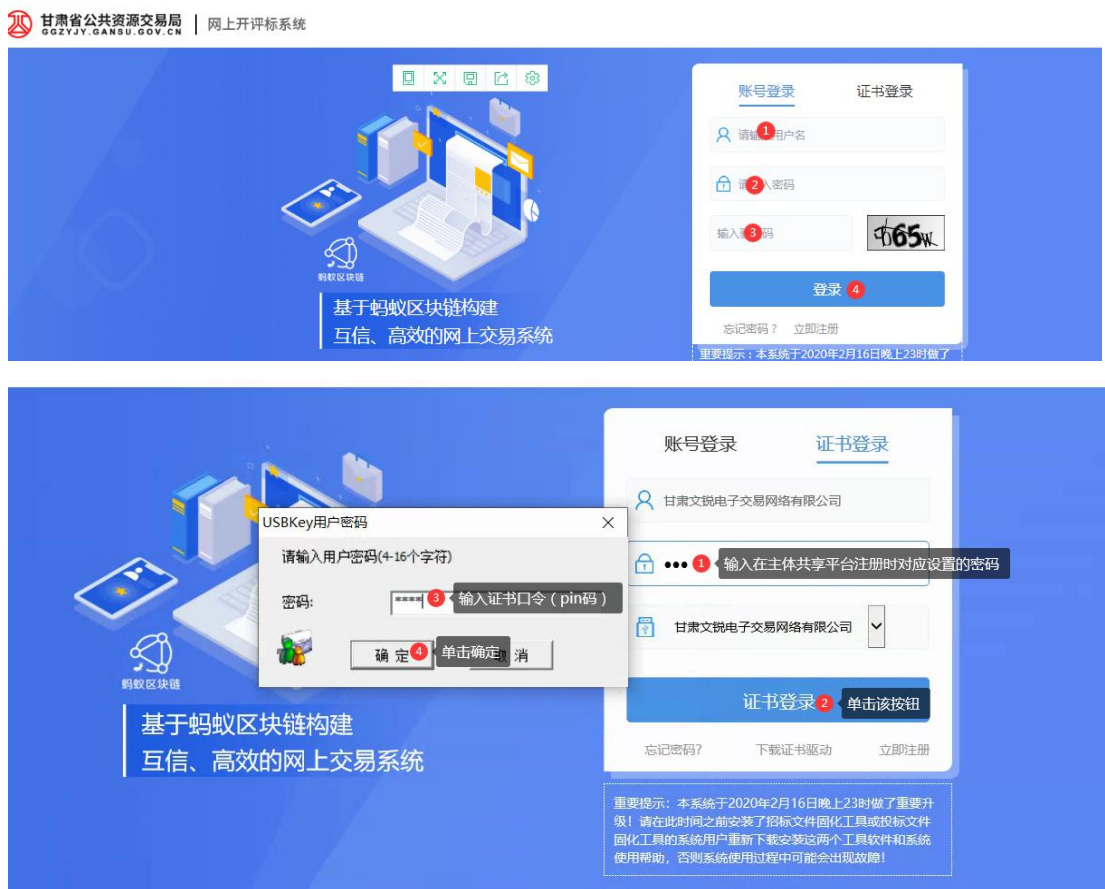 甘肃省公共资源交易局
GGZYJY.GANSU.GOV.CN
网上开评标系统
账号登录 证书登录
1
2
3
65w
登录 4
忘记密码？ 立即注册
重要提示：本系统于2020年2月16日晚上23时做了
蚂蚁区块链
基于蚂蚁区块链构建
互信、高效的网上交易系统
账号登录 证书登录
甘肃文锐电子交易网络有限公司
••• 1 输入在主体共享平台注册时对应设置的密码
甘肃文锐电子交易网络有限公司
证书登录 2 单击该按钮
忘记密码? 下载证书驱动 立即注册
重要提示：本系统于2020年2月16日晚上23时做了重要升
级！请在此时间之前安装了招标文件固化工具或投标文件
固化工具的系统用户重新下载安装这两个工具软件和系统
使用帮助，否则系统使用过程中可能会出现故障！
USBKey用户密码
请输入用户密码(4-16个字符)
密码: **** 3 输入证书口令（pin码）
确定 4 单击确定 消
蚂蚁区块链
基于蚂蚁区块链构建
互信、高效的网上交易系统